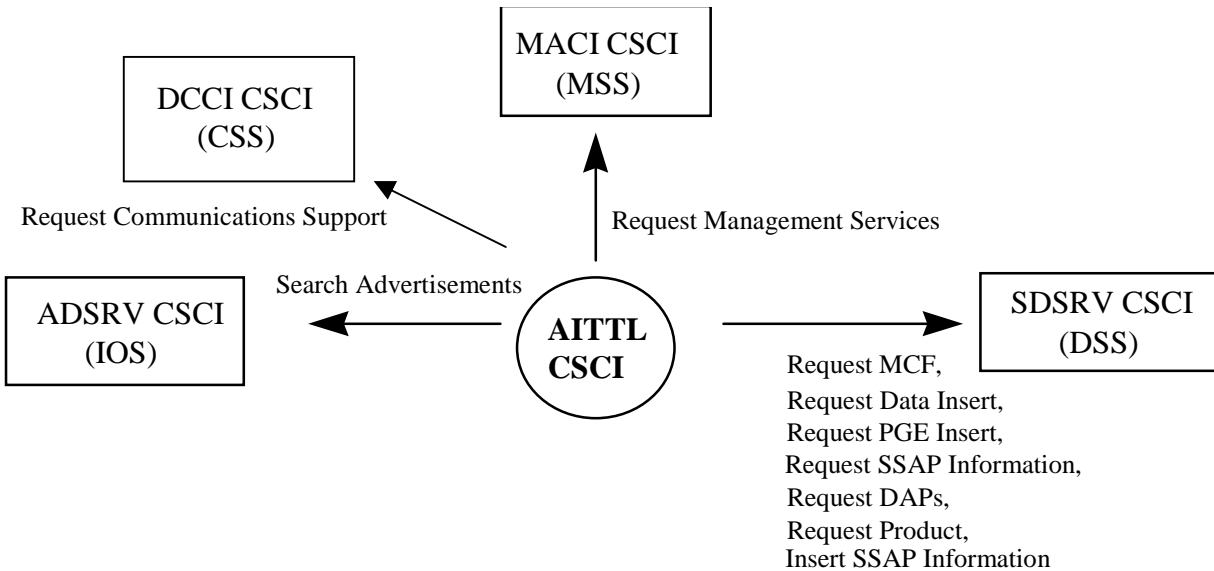 MACI CSCI
(MSS)
DCCI CSCI
(CSS)
Request Communications Support
Request Management Services
Search Advertisements
ADSRV CSCI
(IOS)
AITTL
CSCI
SDSRV CSCI
(DSS)
Request MCF,
Request Data Insert,
Request PGE Insert,
Request SSAP Information,
Request DAPs,
Request Product,
Insert SSAP Information